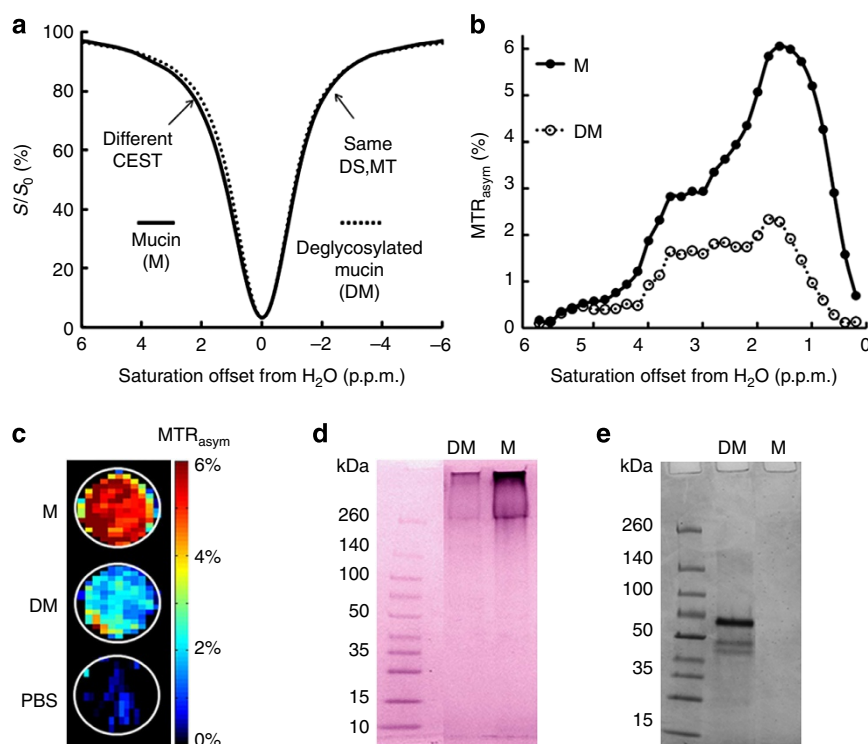 a
S/S₀ (%)
100
80
60
40
20
0
6
4
2
0
−2
−4
−6
Saturation offset from H₂O (p.p.m.)
Different
CEST
Same
DS,MT
Mucin
(M)
Deglycosylated
mucin
(DM)
b
MTRasym (%)
6
5
4
3
2
1
0
6
5
4
3
2
1
0
Saturation offset from H₂O (p.p.m.)
M
DM
c
MTRasym
M
DM
PBS
6%
4%
2%
0%
d
DM M
kDa
260
140
100
50
35
15
10
e
DM M
kDa
260
140
100
50
35
15